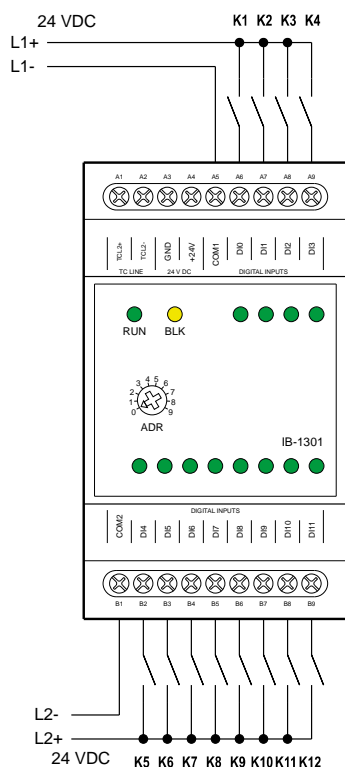 24 VDC K1 K2 K3 K4
L1+
L1-
A1 A2 A3 A4 A5 A6 A7 A8 A9
TCL2+ TCL2- GND +24V COM1 DI0 DI1 DI2 DI3
TC LINE 24 V DC DIGITAL INPUTS
RUN BLK
0 1 2 3 4 5 6 7 8 9
ADR
IB-1301
DIGITAL INPUTS
COM2 DI4 DI5 DI6 DI7 DI8 DI9 DI10 DI11
B1 B2 B3 B4 B5 B6 B7 B8 B9
L2-
L2+
24 VDC K5 K6 K7 K8 K9 K10 K11 K12